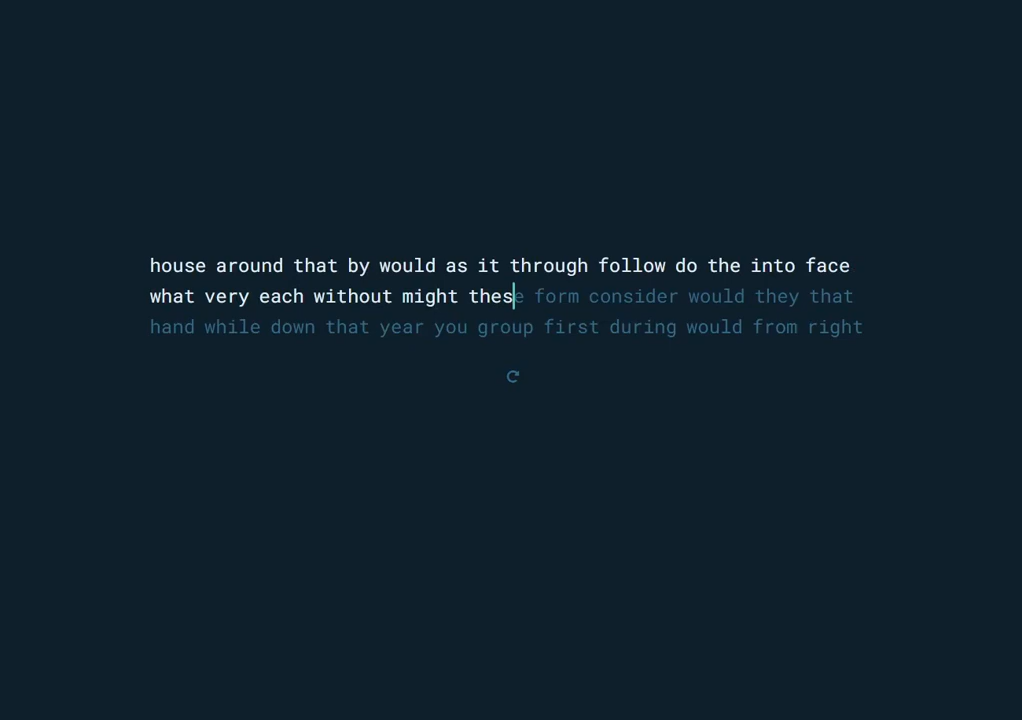 house around that by would as it through follow do the into face
what very each without might these form consider would they that
hand while down that year you group first during would from right